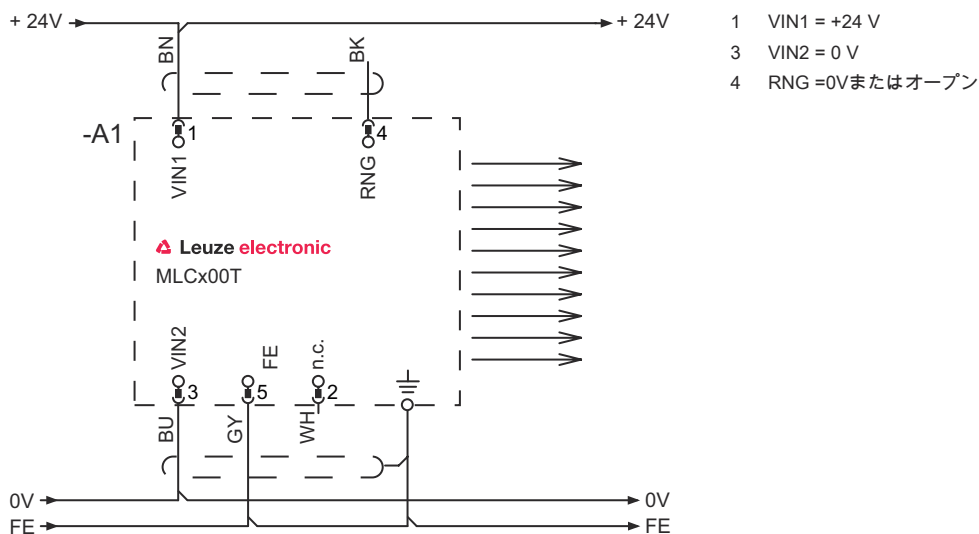 + 24V
+ 24V
BN
BK
-A1
1
4
VIN1
RNG
Leuze electronic
MLCx00T
VIN2
FE
n.c.
3
5
2
BU
GY
WH
0V
0V
FE
FE
1 VIN1 = +24 V
3 VIN2 = 0 V
4 RNG =0Vまたはオープン